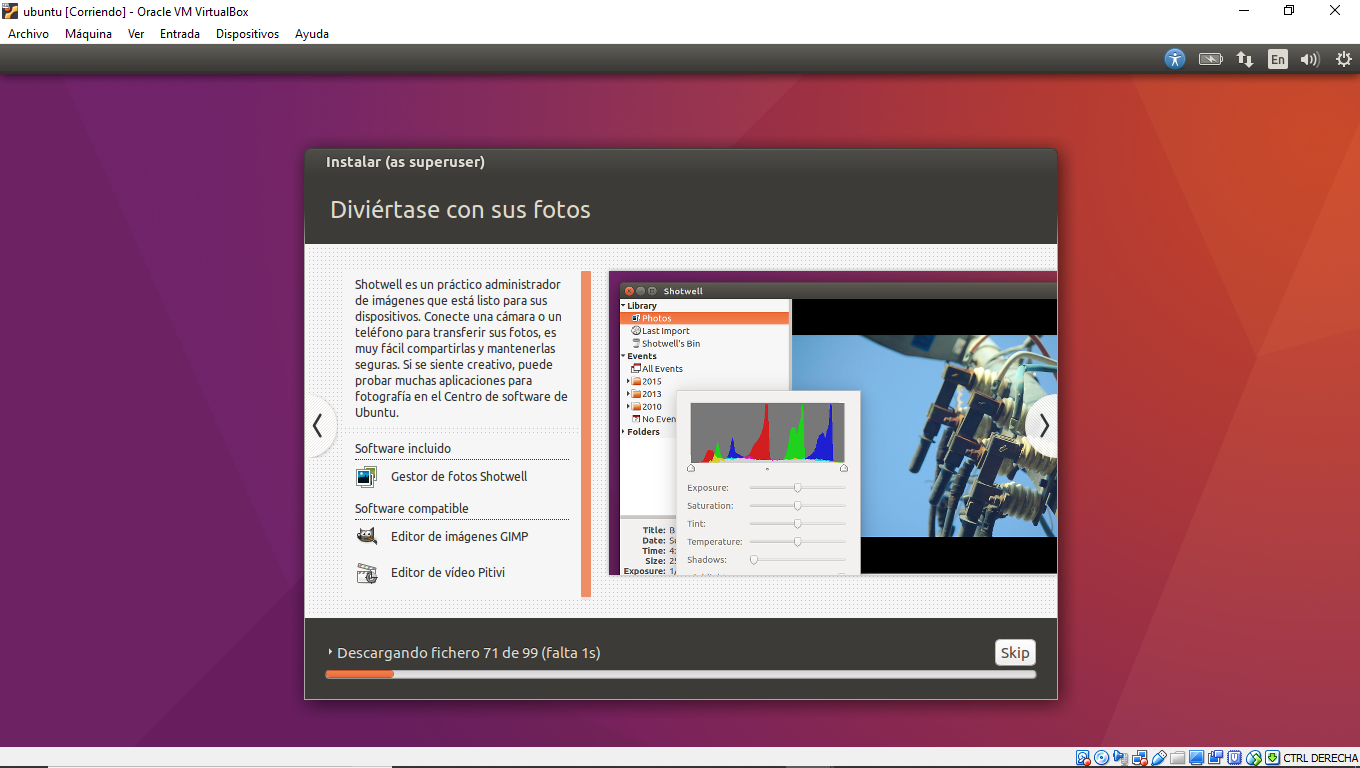 ubuntu [Corriendo] - Oracle VM VirtualBox
Archivo Máquina Ver Entrada Dispositivos Ayuda
En
Instalar (as superuser)
Diviértase con sus fotos
Shotwell es un práctico administrador
de imágenes que está listo para sus
dispositivos. Conecte una cámara o un
teléfono para transferir sus fotos, es
muy fácil compartirlas y mantenerlas
seguras. Si se siente creativo, puede
probar muchas aplicaciones para
fotografía en el Centro de software de
Ubuntu.
Software incluido
Gestor de fotos Shotwell
Software compatible
Editor de imágenes GIMP
Editor de vídeo Pitivi
Shotwell
Library
Photos
Last Import
Shotwell's Bin
Events
All Events
2015
2013
2010
No Even
Folders
Exposure:
Saturation:
Tint:
Temperature:
Shadows:
Title: B
Date: Su
Time: 4:
Size: 25
Exposure: 1/
Descargando fichero 71 de 99 (falta 1s)
Skip
CTRL DERECHA